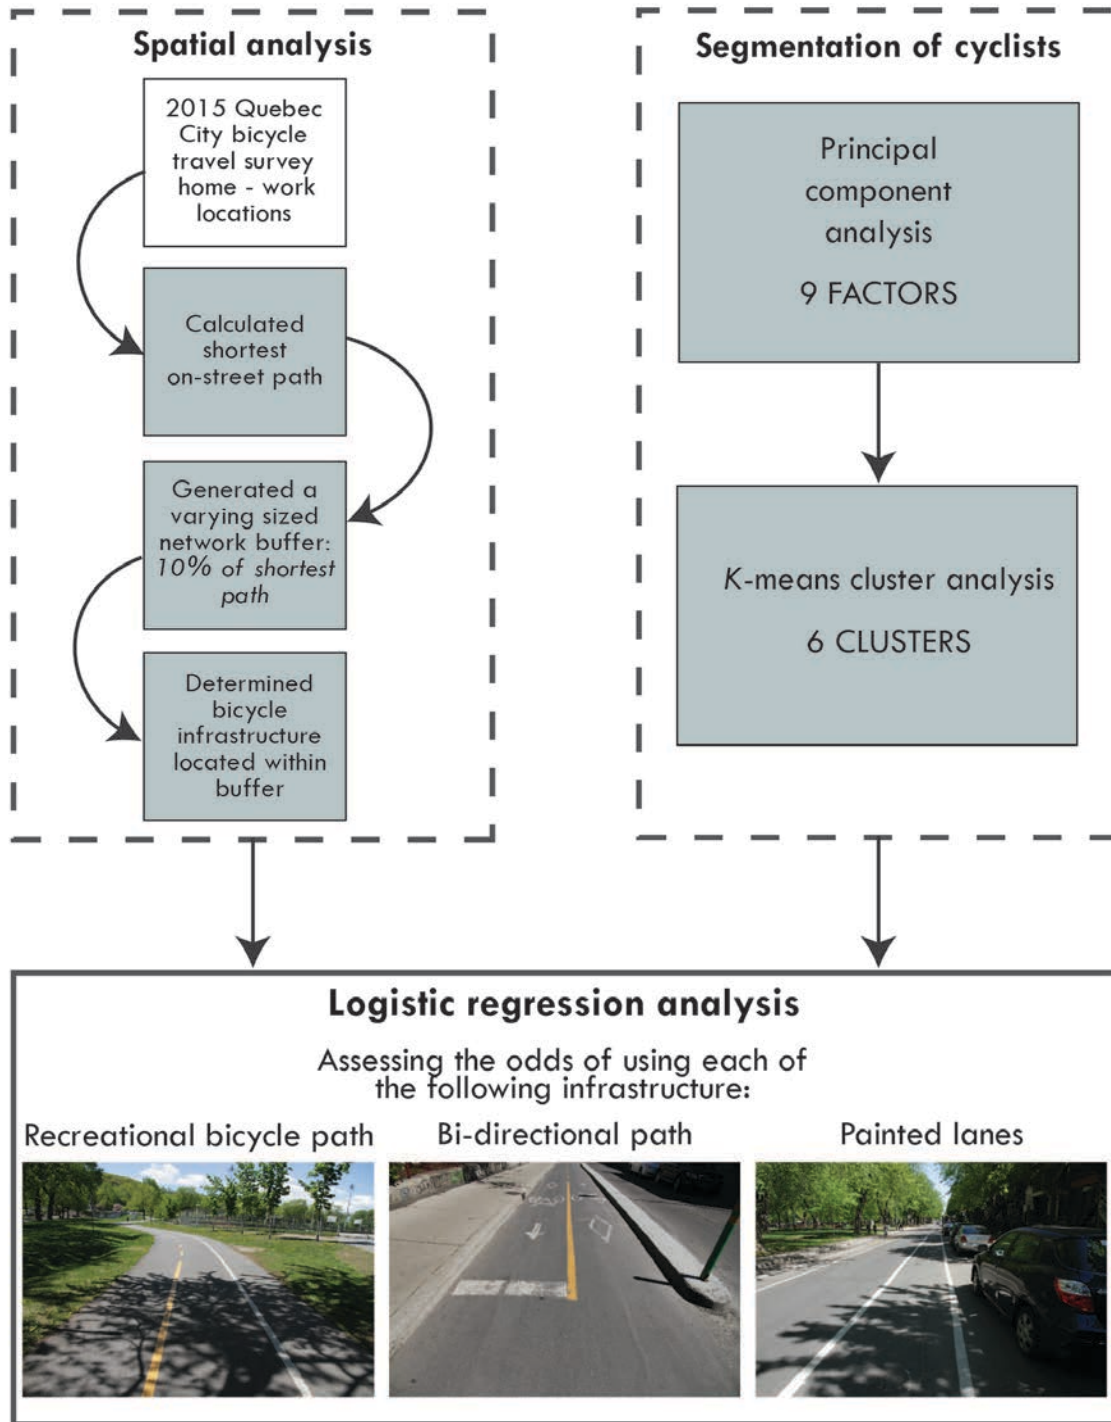 Spatial analysis
2015 Quebec
City bicycle
travel survey
home - work
locations
Calculated
shortest
on-street path
Generated a
varying sized
network buffer:
10% of shortest
path
Determined
bicycle
infrastructure
located within
buffer
Segmentation of cyclists
Principal
component
analysis
9 FACTORS
K-means cluster analysis
6 CLUSTERS
Logistic regression analysis
Assessing the odds of using each of
the following infrastructure:
Recreational bicycle path
Bi-directional path
Painted lanes